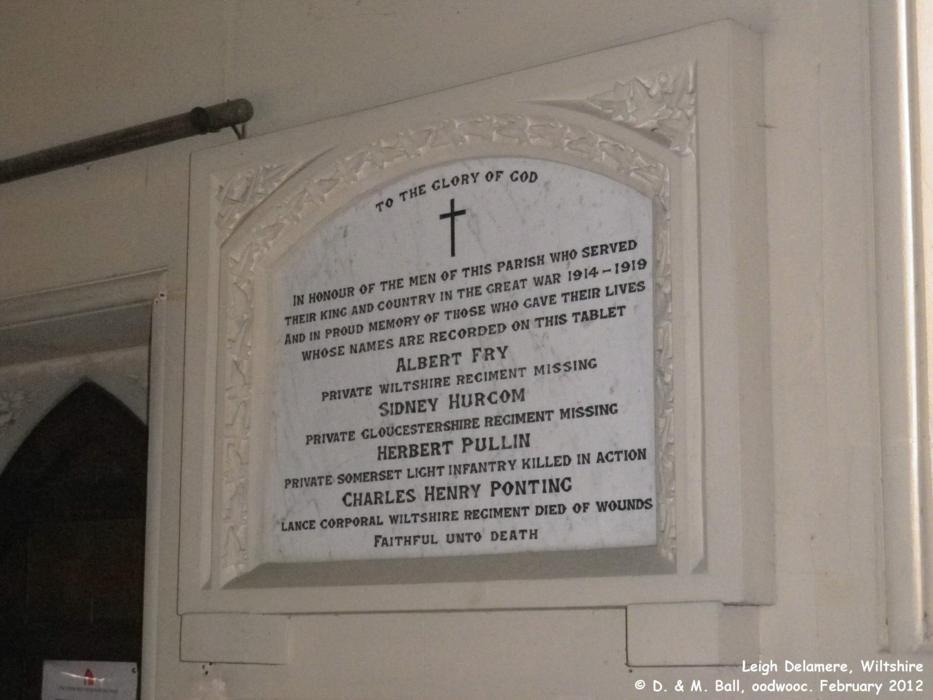 TO THE GLORY OF GOD
IN HONOUR OF THE MEN OF THIS PARISH WHO SERVED
THEIR KING AND COUNTRY IN THE GREAT WAR 1914-1919
AND IN PROUD MEMORY OF THOSE WHO GAVE THEIR LIVES
WHOSE NAMES ARE RECORDED ON THIS TABLET
ALBERT FRY
PRIVATE WILTSHIRE REGIMENT MISSING
SIDNEY HURCOM
PRIVATE GLOUCESTERSHIRE REGIMENT MISSING
HERBERT PULLIN
PRIVATE SOMERSET LIGHT INFANTRY KILLED IN ACTION
CHARLES HENRY PONTING
LANCE CORPORAL WILTSHIRE REGIMENT DIED OF WOUNDS
FAITHFUL UNTO DEATH
Leigh Delamere, Wiltshire
© D. & M. Ball, oodwooc. February 2012